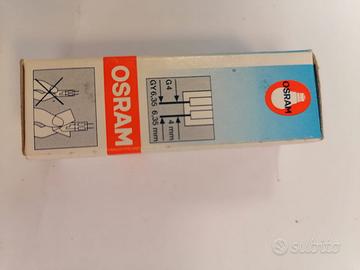 OSRAM
G4
GY6.35
4 mm
6.35 mm
OSRAM
subito